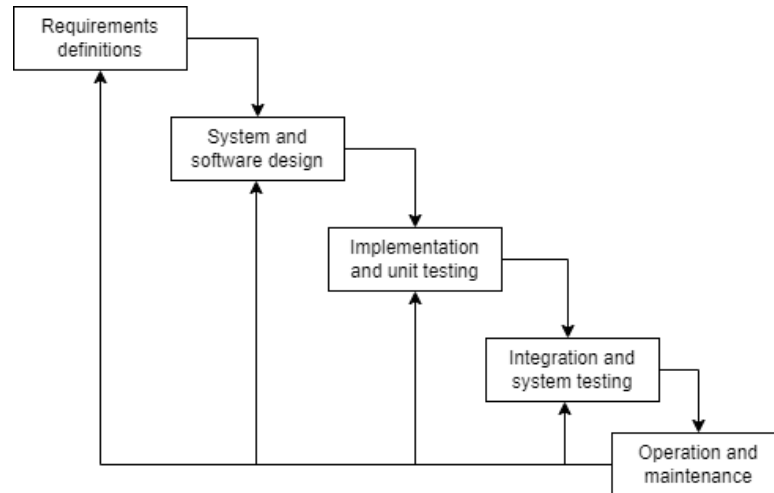 Requirements
definitions
System and
software design
Implementation
and unit testing
Integration and
system testing
Operation and
maintenance